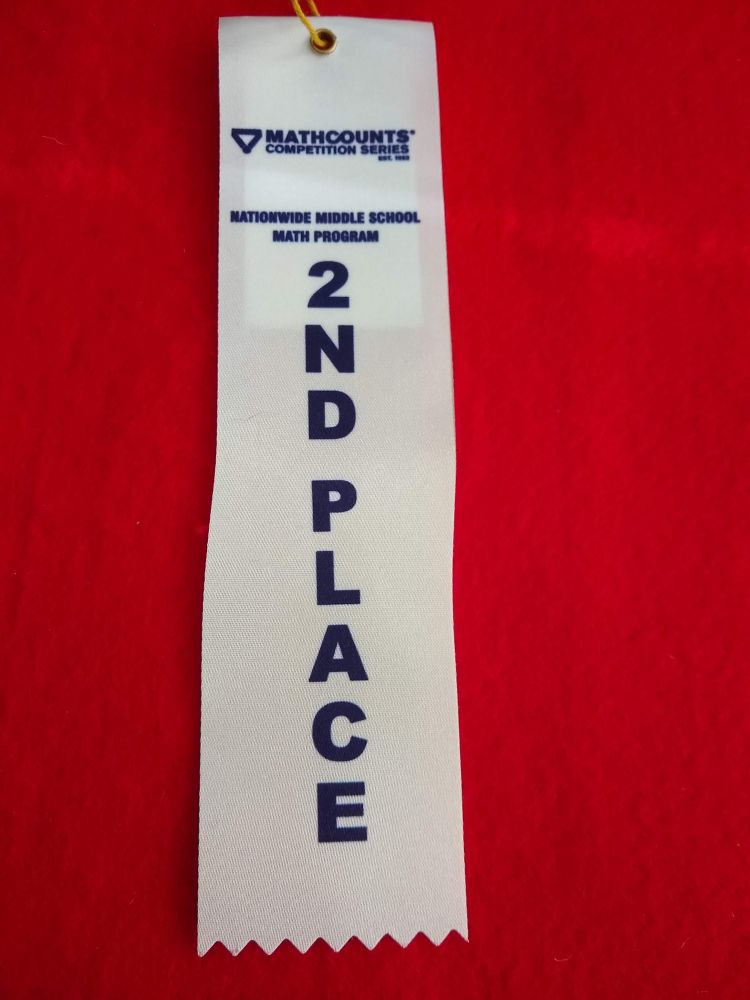 MATHCOUNTS®
COMPETITION SERIES
EST. 1983
NATIONWIDE MIDDLE SCHOOL
MATH PROGRAM
2
N
D
P
L
A
C
E